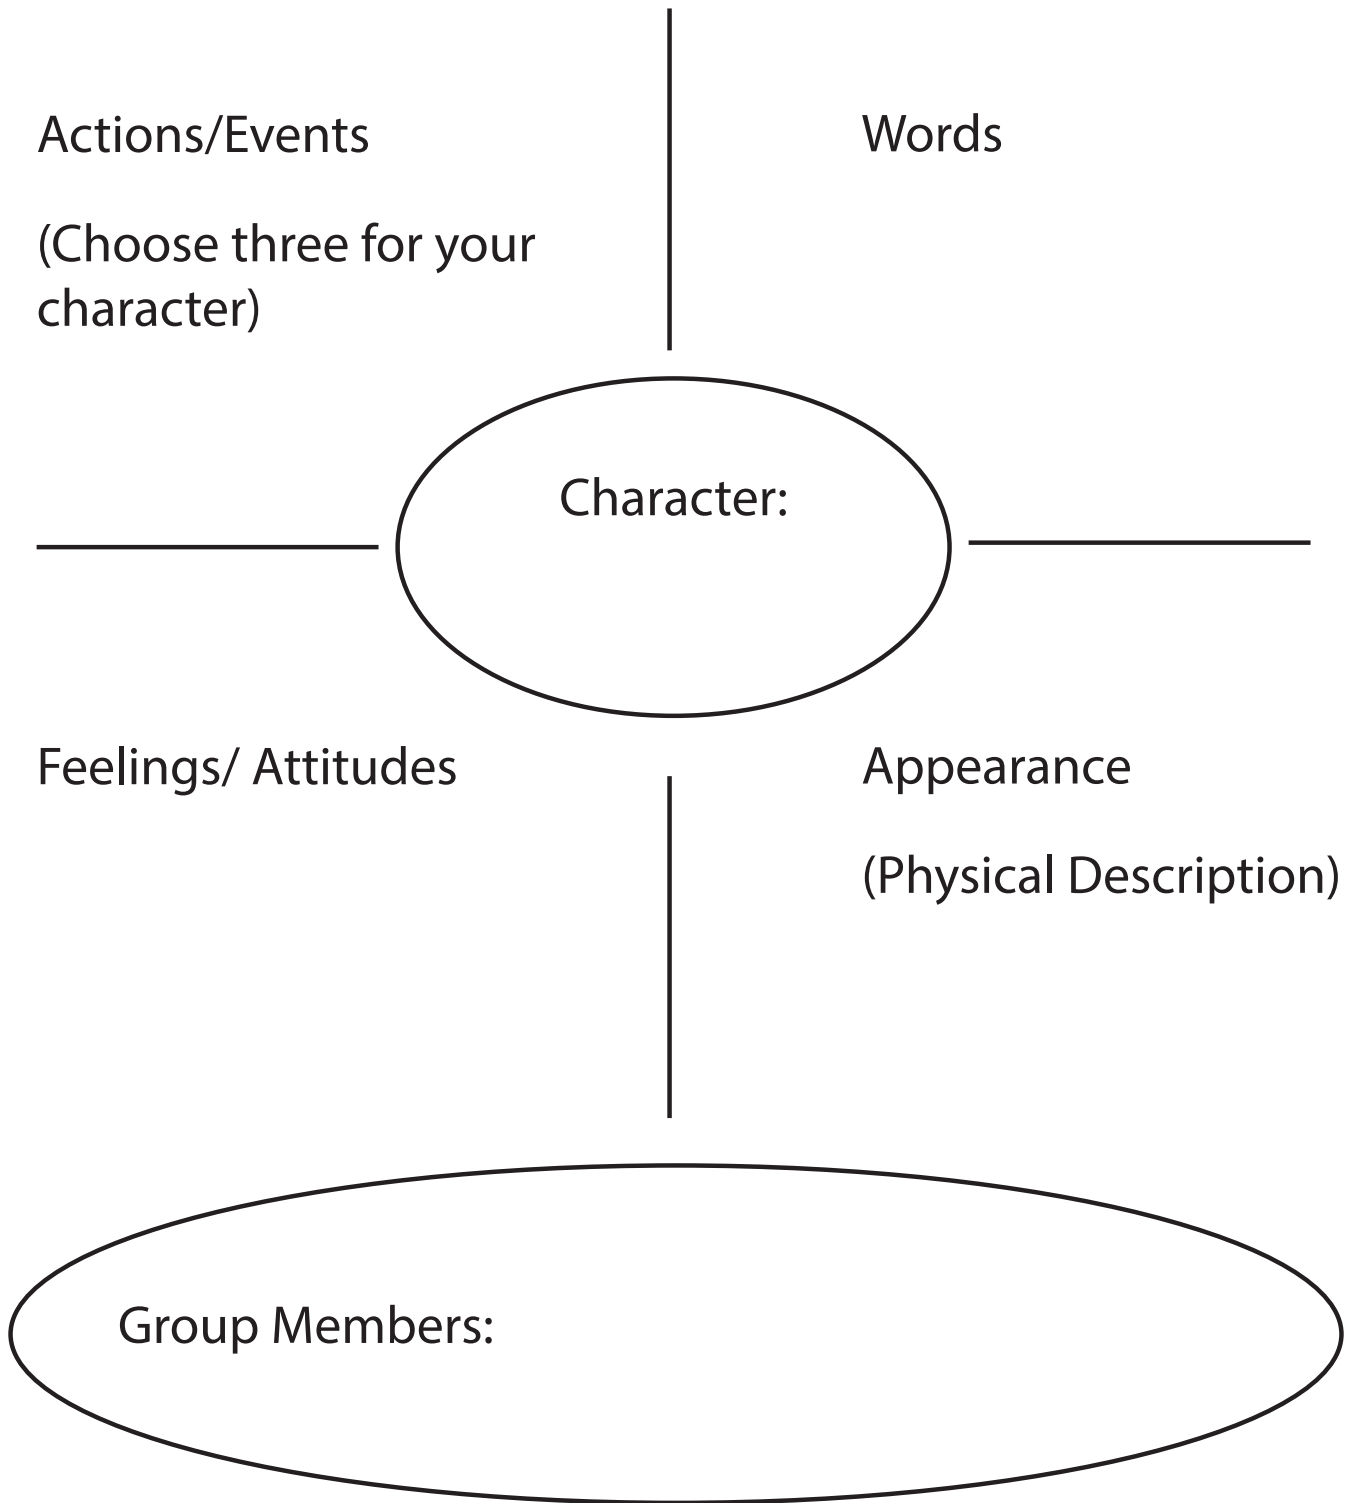 Actions/Events
(Choose three for your
character)
Words
Character:
Feelings/ Attitudes
Appearance
(Physical Description)
Group Members: